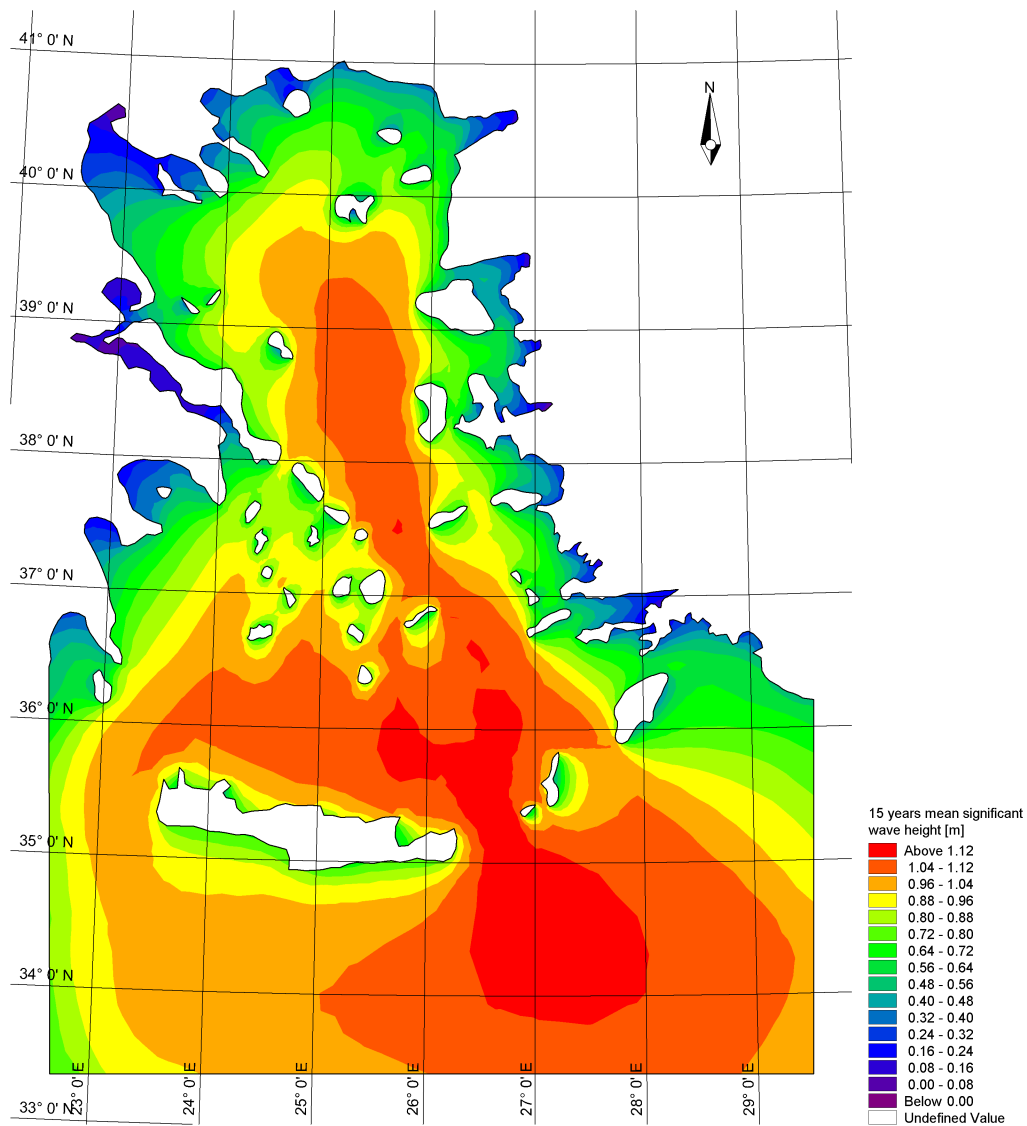 41° 0' N
N
40° 0' N
39° 0' N
38° 0' N
37° 0' N
36° 0' N
35° 0' N
34° 0' N
33° 0' N
23° 0' E
24° 0' E
25° 0' E
26° 0' E
27° 0' E
28° 0' E
29° 0' E
15 years mean significant
wave height [m]
Above 1.12
1.04 - 1.12
0.96 - 1.04
0.88 - 0.96
0.80 - 0.88
0.72 - 0.80
0.64 - 0.72
0.56 - 0.64
0.48 - 0.56
0.40 - 0.48
0.32 - 0.40
0.24 - 0.32
0.16 - 0.24
0.08 - 0.16
0.00 - 0.08
Below 0.00
Undefined Value